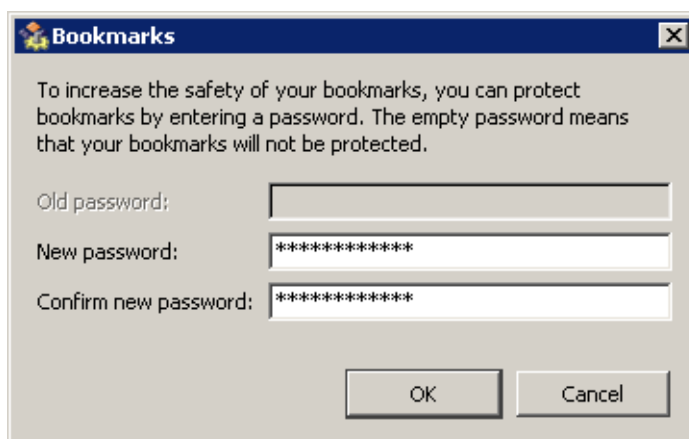 Bookmarks
To increase the safety of your bookmarks, you can protect
bookmarks by entering a password. The empty password means
that your bookmarks will not be protected.
Old password:
New password: ************
Confirm new password: ************
OK Cancel